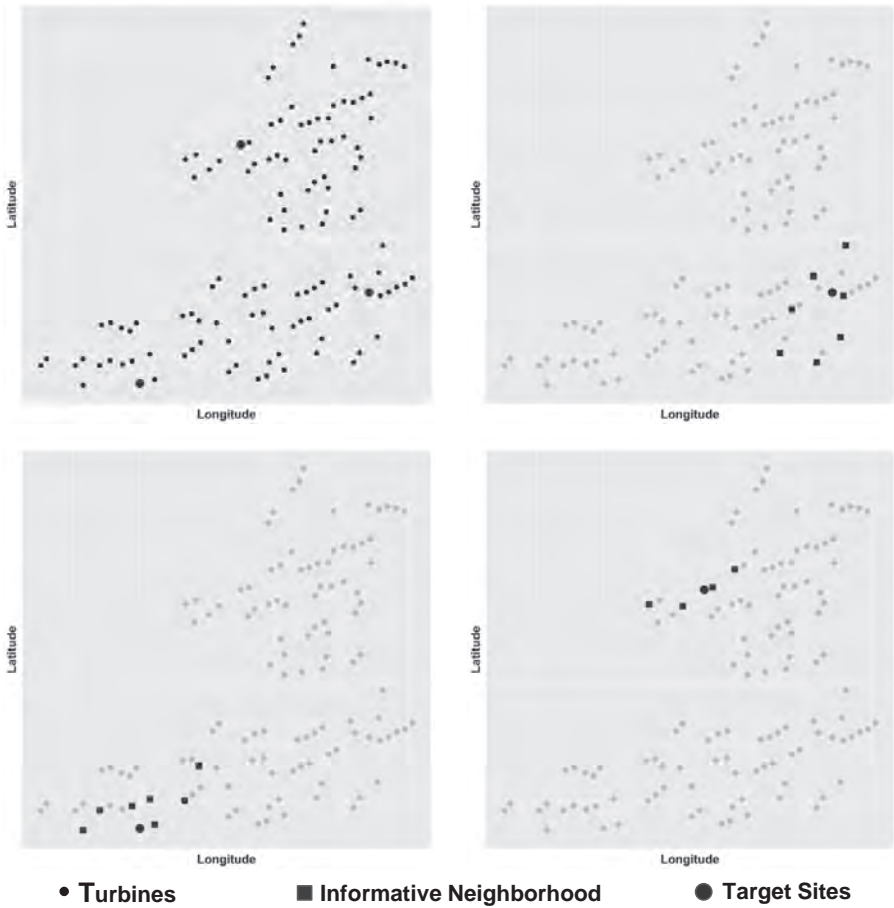 Latitude
Latitude
Longitude
Longitude
Latitude
Latitude
Longitude
Longitude
Turbines
Informative Neighborhood
Target Sites